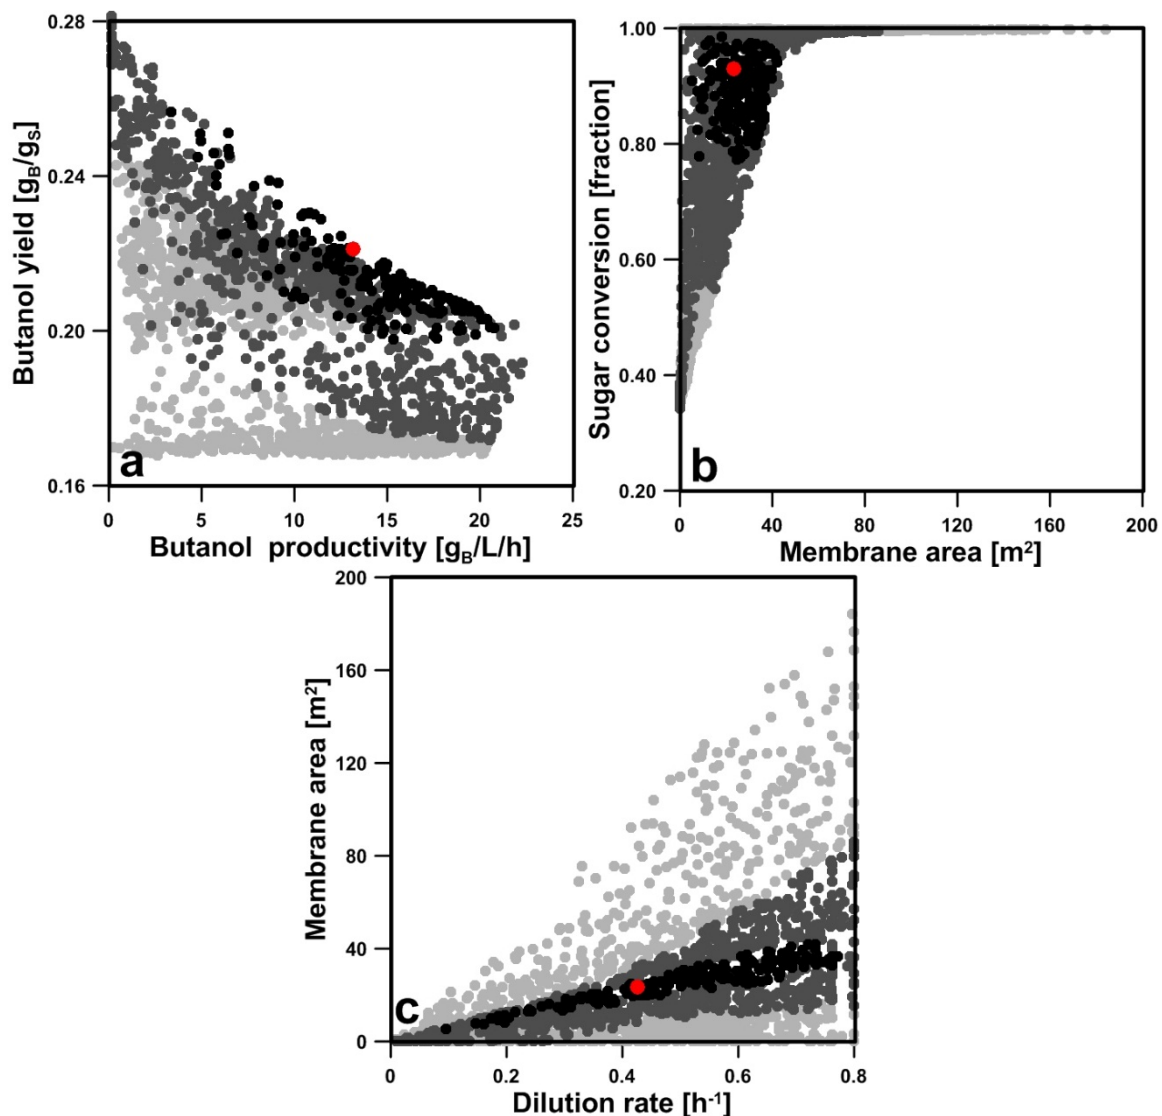 0.28
0.24
0.20
0.16
Butanol yield [gB/gS]
a
0 5 10 15 20 25
Butanol productivity [gB/L/h]
1.00
0.80
0.60
0.40
0.20
Sugar conversion [fraction]
b
0 40 80 120 160 200
Membrane area [m²]
200
160
120
80
40
0
Membrane area [m²]
c
0 0.2 0.4 0.6 0.8
Dilution rate [h⁻¹]